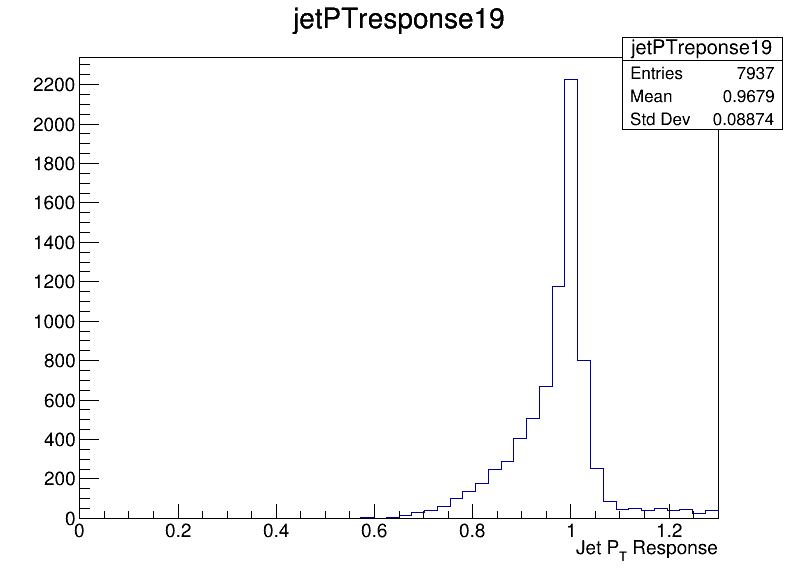 jetPTresponse19
jetPTreponse19
Entries 7937
Mean 0.9679
Std Dev 0.08874
2200
2000
1800
1600
1400
1200
1000
800
600
400
200
0
0 0.2 0.4 0.6 0.8 1 1.2
Jet PT Response